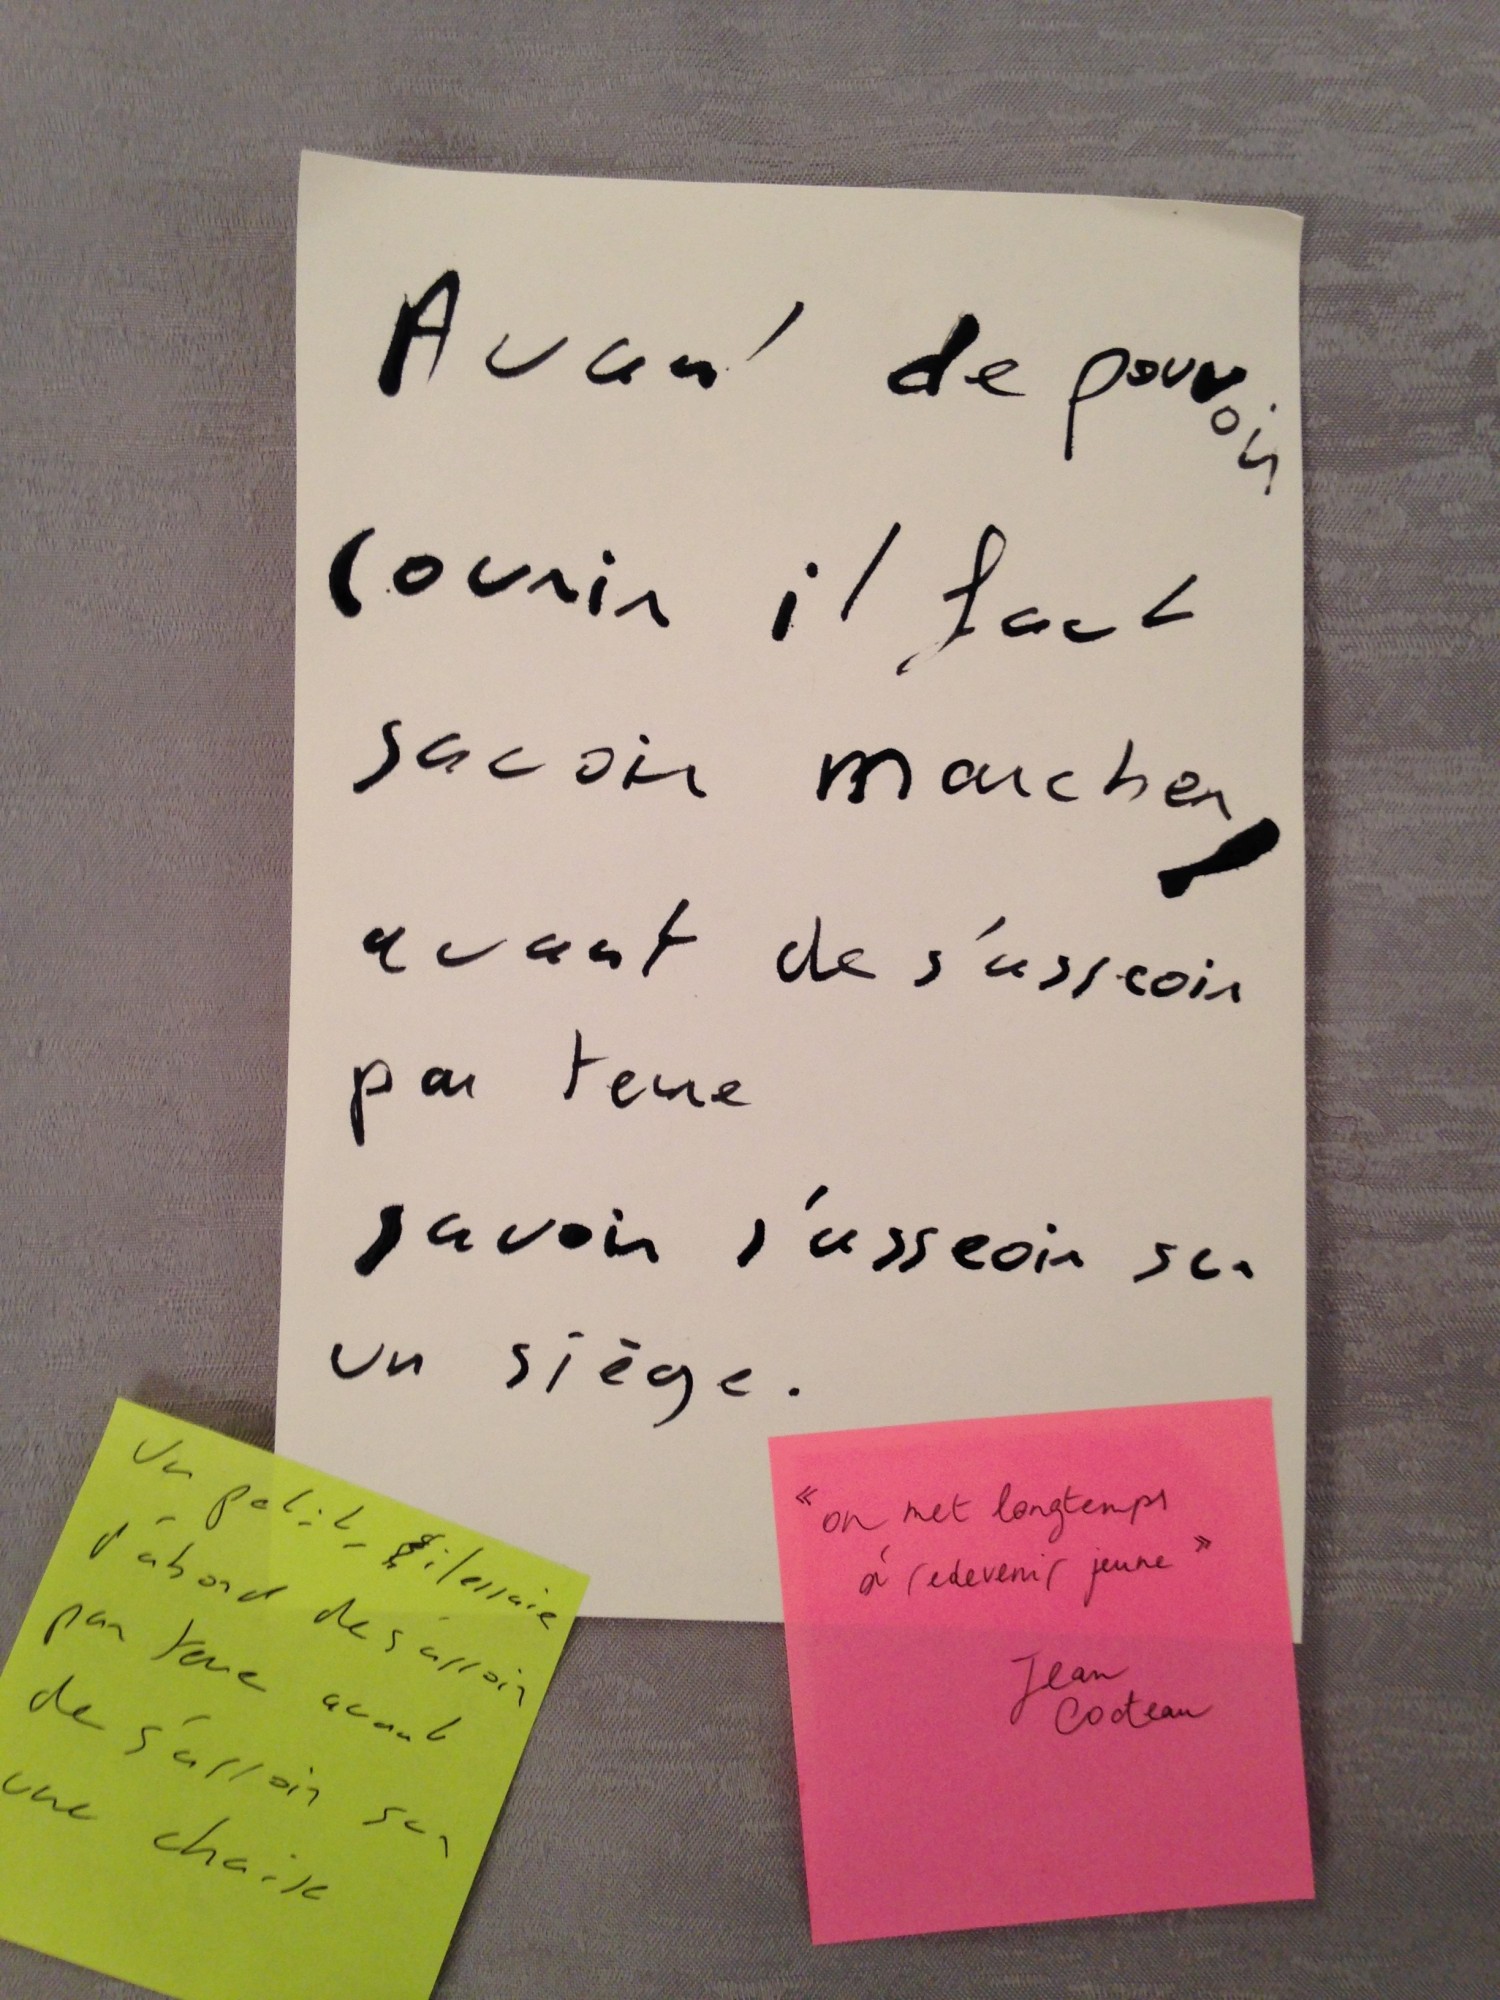 Avant de pouvoir
courir il faut
savoir marcher,
avant de s'asseoir
par terre
savoir s'asseoir sur
un siège.
Un petit, il essaie
d'abord de s'assoir
par terre avant
de s'assoir sur
une chaise
« on met longtemps
à redevenir jeune »
Jean
Cocteau